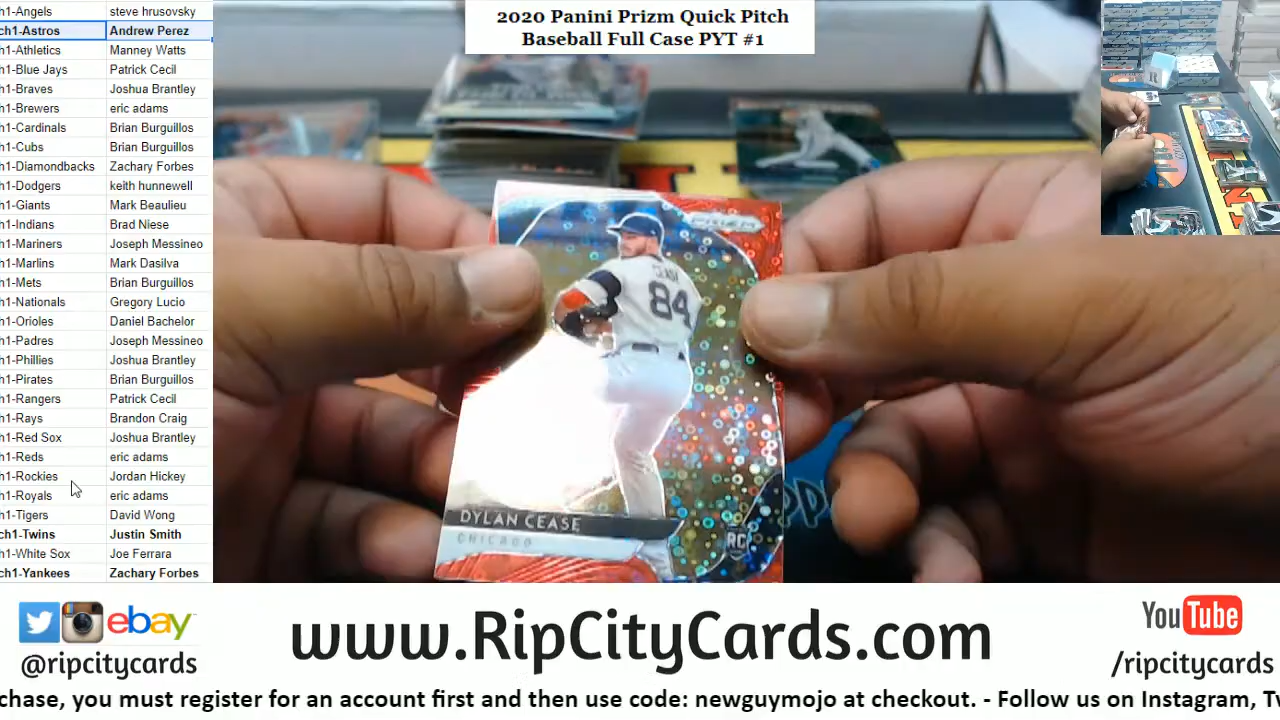 h1-Angels steve hrusovsky
ch1-Astros Andrew Perez
h1-Athletics Manney Watts
h1-Blue Jays Patrick Cecil
h1-Braves Joshua Brantley
h1-Brewers eric adams
h1-Cardinals Brian Burguillos
h1-Cubs Brian Burguillos
h1-Diamondbacks Zachary Forbes
h1-Dodgers keith hunnewell
h1-Giants Mark Beaulieu
h1-Indians Brad Niese
h1-Mariners Joseph Messineo
h1-Marlins Mark Dasilva
h1-Mets Brian Burguillos
h1-Nationals Gregory Lucio
h1-Orioles Daniel Bachelor
h1-Padres Joseph Messineo
h1-Phillies Joshua Brantley
h1-Pirates Brian Burguillos
h1-Rangers Patrick Cecil
h1-Rays Brandon Craig
h1-Red Sox Joshua Brantley
h1-Reds eric adams
h1-Rockies Jordan Hickey
h1-Royals eric adams
h1-Tigers David Wong
ch1-Twins Justin Smith
h1-White Sox Joe Ferrara
ch1-Yankees Zachary Forbes
2020 Panini Prizm Quick Pitch
Baseball Full Case PYT #1
PRIZM
CEASE
84
DYLAN CEASE
CHICAGO
RC
ebay
@ripcitycards
www.RipCityCards.com
YouTube
/ripcitycards
chase, you must register for an account first and then use code: newguymojo at checkout. - Follow us on Instagram, Tw